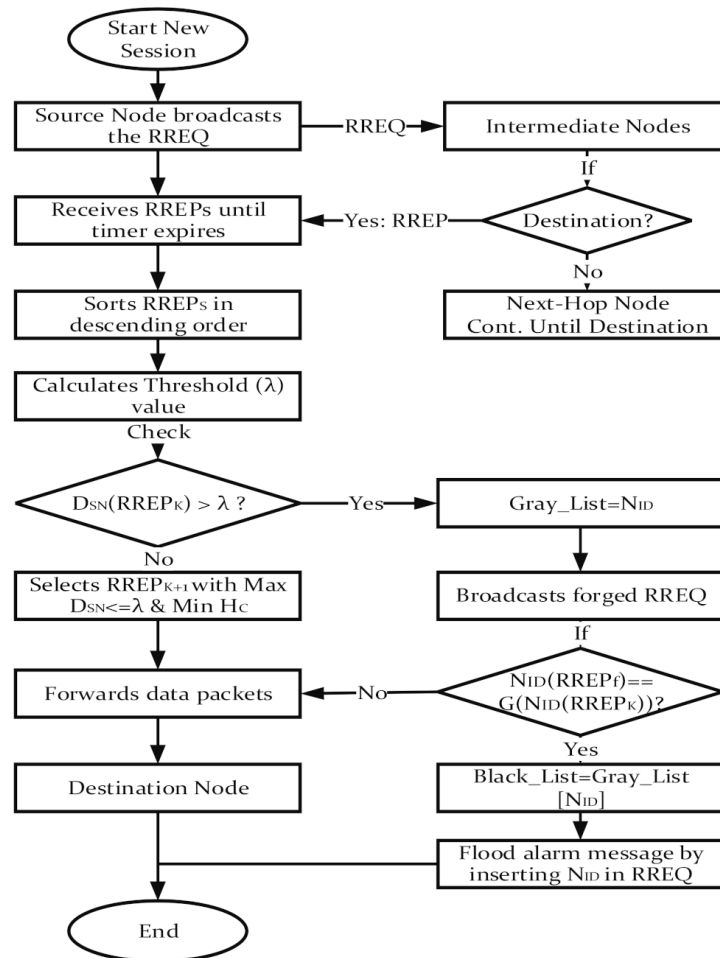 Start New
Session
Source Node broadcasts
the RREQ
RREQ
Intermediate Nodes
If
Receives RREPs until
timer expires
Yes: RREP
Destination?
No
Sorts RREPs in
descending order
Next-Hop Node
Cont. Until Destination
Calculates Threshold (λ)
value
Check
DSN(RREPK) > λ ?
Yes
Gray_List=NID
No
Selects RREPK+1 with Max
DSN<=λ & Min HC
Broadcasts forged RREQ
If
Forwards data packets
No
NID(RREPf)==
G(NID(RREPK))?
Yes
Destination Node
Black_List=Gray_List
[NID]
Flood alarm message by
inserting NID in RREQ
End